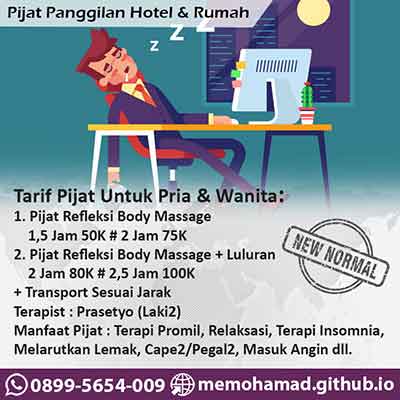 Pijat Panggilan Hotel & Rumah
z z z
Tarif Pijat Untuk Pria & Wanita:
1. Pijat Refleksi Body Massage
1,5 Jam 50K # 2 Jam 75K
2. Pijat Refleksi Body Massage + Luluran
2 Jam 80K # 2,5 Jam 100K
+ Transport Sesuai Jarak
Terapist : Prasetyo (Laki2)
Manfaat Pijat : Terapi Promil, Relaksasi, Terapi Insomnia,
Melarutkan Lemak, Cape2/Pegal2, Masuk Angin dll.
NEW NORMAL
0899-5654-009 memohamad.github.io